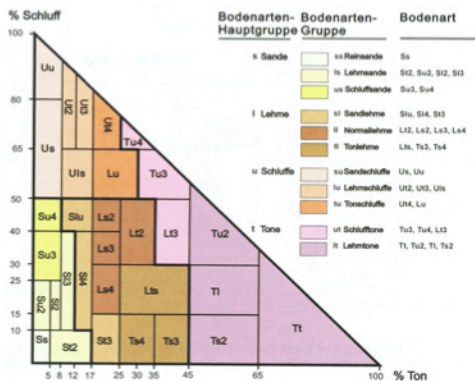 % Schluff
100
80
65
50
40
30
25
15
10
5 8 12 17 25 30 35 45 65 100
% Ton
Uu
Us
Ut2
Ut3
Ut4
Tu4
Uls
Lu
Tu3
Su4
Slu
Ls2
Lt2
Lt3
Tu2
Su3
Ls3
Su2
Sl2
Sl3
Sl4
Ls4
Lts
Tl
Tt
Ss
St2
St3
Ts4
Ts3
Ts2
Bodenarten-Hauptgruppe Bodenarten-Gruppe Bodenart
s Sande ss Reinsande Ss
ls Lehmsande St2, Su2, Sl2, Sl3
us Schluffsande Su3, Su4
l Lehme sl Sandlehme Slu, Sl4, St3
ll Normallehme Lt2, Ls2, Ls3, Ls4
tl Tonlehme Lts, Ts3, Ts4
u Schluffe su Sandschluffe Us, Uu
lu Lehmschluffe Ut2, Ut3, Uls
tu Tonschluffe Ut4, Lu
t Tone ut Schlufftone Tu3, Tu4, Lt3
lt Lehmtone Tt, Tu2, Tl, Ts2